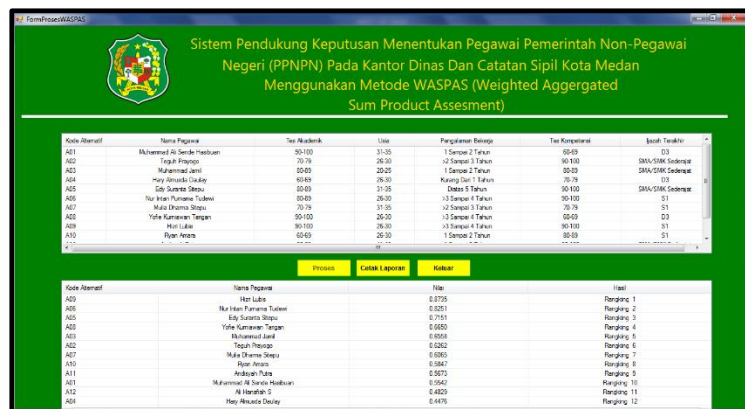 FormProsesWASPAS
Sistem Pendukung Keputusan Menentukan Pegawai Pemerintah Non-Pegawai
Negeri (PPNPN) Pada Kantor Dinas Dan Catatan Sipil Kota Medan
Menggunakan Metode WASPAS (Weighted Aggergated
Sum Product Assesment)
Kode Alternatif Nama Pegawai Tes Akademik Usia Pengalaman Bekerja Tes Kompetensi Ijazah Terakhir
A01 Muhammad Ali Sende Hasibuan 90-100 31-35 1 Sampai 2 Tahun 60-69 D3
A02 Teguh Prayogo 70-79 26-30 >2 Sampai 3 Tahun 90-100 SMA/SMK Sederajat
A03 Muhammad Jamil 80-89 20-25 1 Sampai 2 Tahun 80-89 SMA/SMK Sederajat
A04 Hary Almunda Daulay 60-69 26-30 Kurang Dari 1 Tahun 70-79 D3
A05 Edy Suranta Sitepu 80-89 31-35 Diatas 5 Tahun 90-100 SMA/SMK Sederajat
A06 Nur Intan Purnama Tudewi 80-89 26-30 >3 Sampai 4 Tahun 90-100 S1
A07 Mulia Dharma Sitepu 70-79 31-35 >2 Sampai 3 Tahun 70-79 S1
A08 Yofie Kurniawan Tarigan 90-100 26-30 >3 Sampai 4 Tahun 60-69 D3
A09 Hizri Lubis 90-100 26-30 >3 Sampai 4 Tahun 90-100 S1
A10 Riyan Amara 60-69 26-30 1 Sampai 2 Tahun 80-89 S1
Proses Cetak Laporan Keluar
Kode Alternatif Nama Pegawai Nilai Hasil
A09 Hizri Lubis 0.8735 Rangking 1
A06 Nur Intan Purnama Tudewi 0.8251 Rangking 2
A05 Edy Suranta Sitepu 0.7151 Rangking 3
A08 Yofie Kurniawan Tarigan 0.6650 Rangking 4
A03 Muhammad Jamil 0.6558 Rangking 5
A02 Teguh Prayogo 0.6262 Rangking 6
A07 Mulia Dharma Sitepu 0.6065 Rangking 7
A10 Riyan Amara 0.5847 Rangking 8
A11 Andisyah Putra 0.5673 Rangking 9
A01 Muhammad Ali Sende Hasibuan 0.5542 Rangking 10
A12 Ali Hanafiah S 0.4829 Rangking 11
A04 Hary Almunda Daulay 0.4476 Rangking 12